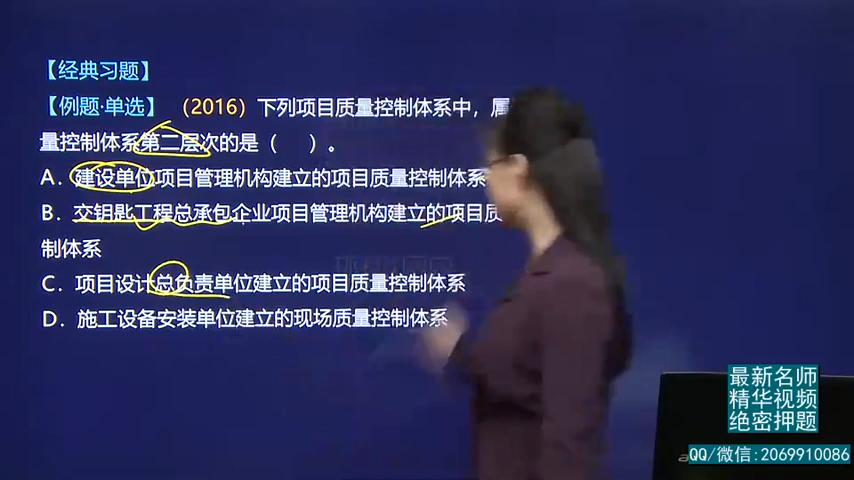 【经典习题】
【例题·单选】 （2016）下列项目质量控制体系中，属
量控制体系第二层次的是（ ）。
A．建设单位项目管理机构建立的项目质量控制体系
B．交钥匙工程总承包企业项目管理机构建立的项目质
制体系
C．项目设计总负责单位建立的项目质量控制体系
D．施工设备安装单位建立的现场质量控制体系
最新名师
精华视频
绝密押题
QQ/微信:2069910086